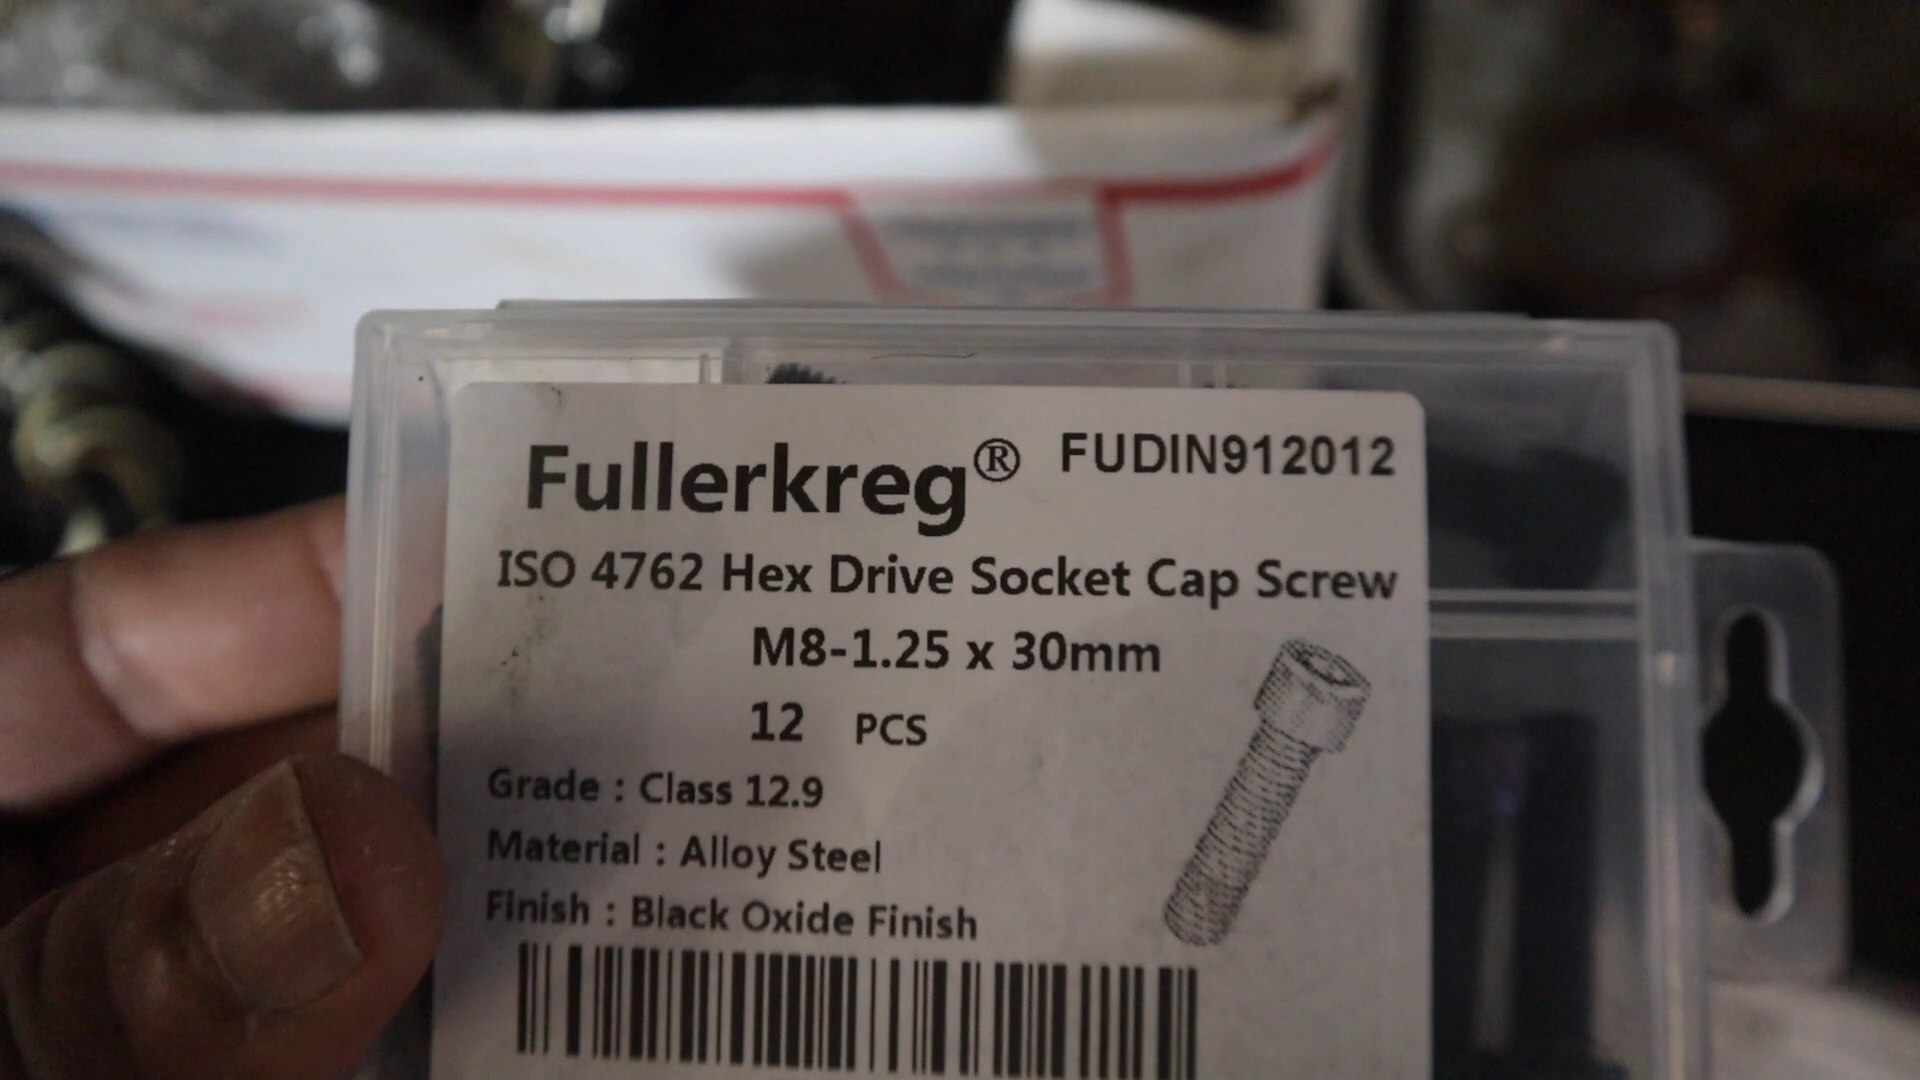 Fullerkreg® FUDIN912012
ISO 4762 Hex Drive Socket Cap Screw
M8-1.25 x 30mm
12 PCS
Grade : Class 12.9
Material : Alloy Steel
Finish : Black Oxide Finish